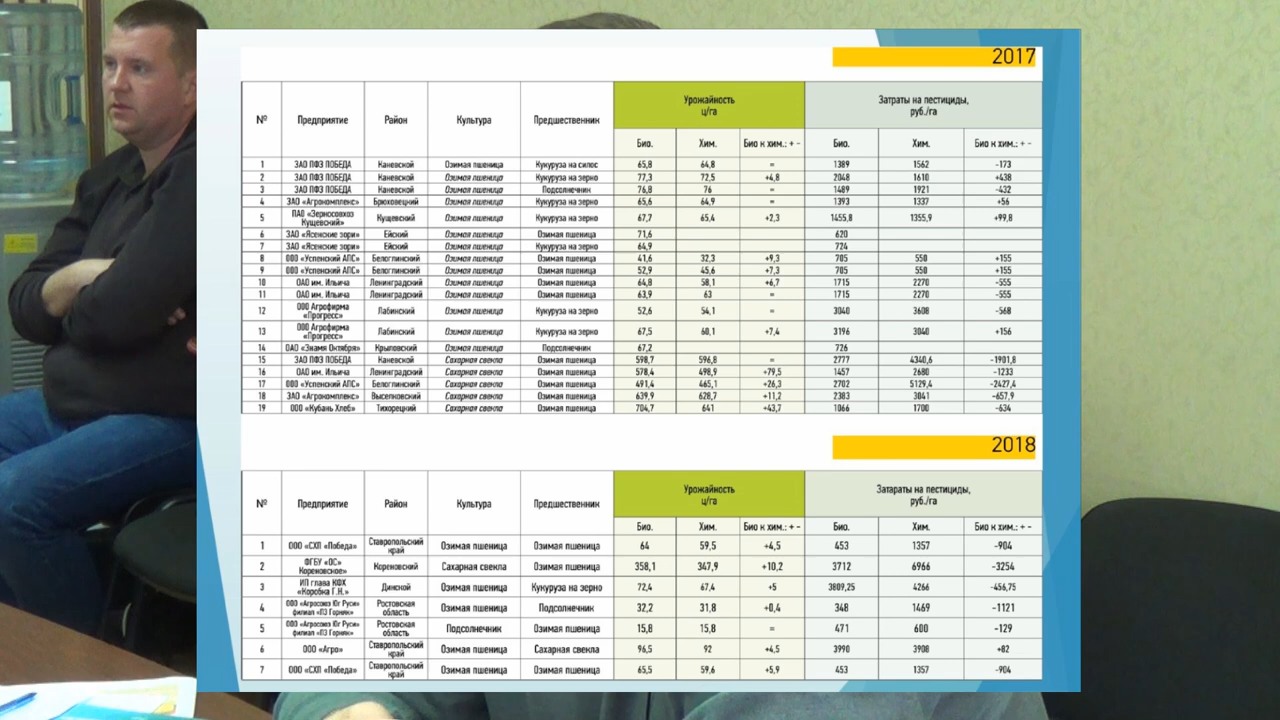 2017
№ Предприятие Район Культура Предшественник Урожайность ц/га Затраты на пестициды, руб./га
Био. Хим. Био к хим.: + - Био. Хим. Био к хим.: + -
1 ЗАО ПФЗ ПОБЕДА Каневской Озимая пшеница Кукуруза на силос 65,8 64,8 = 1389 1562 -173
2 ЗАО ПФЗ ПОБЕДА Каневской Озимая пшеница Кукуруза на зерно 77,3 72,5 +4,8 2048 1610 +438
3 ЗАО ПФЗ ПОБЕДА Каневской Озимая пшеница Подсолнечник 76,8 76 = 1489 1921 -432
4 ЗАО «Агрокомплекс» Брюховецкий Озимая пшеница Кукуруза на зерно 65,6 64,9 = 1393 1337 +56
5 ПАО «Зерносовхоз Кущевский» Кущевский Озимая пшеница Кукуруза на зерно 67,7 65,4 +2,3 1455,8 1355,9 +99,8
6 ЗАО «Ясенские зори» Ейский Озимая пшеница Озимая пшеница 71,6 620
7 ЗАО «Ясенские зори» Ейский Озимая пшеница Кукуруза на зерно 64,9 724
8 ООО «Успенский АПС» Белоглинский Озимая пшеница Озимая пшеница 41,6 32,3 +9,3 705 550 +155
9 ООО «Успенский АПС» Белоглинский Озимая пшеница Озимая пшеница 52,9 45,6 +7,3 705 550 +155
10 ОАО им. Ильича Ленинградский Озимая пшеница Озимая пшеница 64,8 58,1 +6,7 1715 2270 -555
11 ОАО им. Ильича Ленинградский Озимая пшеница Озимая пшеница 63,9 63 = 1715 2270 -555
12 ООО Агрофирма «Прогресс» Лабинский Озимая пшеница Кукуруза на зерно 52,6 54,1 = 3040 3608 -568
13 ООО Агрофирма «Прогресс» Лабинский Озимая пшеница Кукуруза на зерно 67,5 60,1 +7,4 3196 3040 +156
14 ОАО «Знамя Октября» Крыловский Озимая пшеница Подсолнечник 67,2 726
15 ЗАО ПФЗ ПОБЕДА Каневской Сахарная свекла Озимая пшеница 598,7 596,8 = 2777 4340,6 -1901,8
16 ОАО им. Ильича Ленинградский Сахарная свекла Озимая пшеница 578,4 498,9 +79,5 1457 2680 -1233
17 ООО «Успенский АПС» Белоглинский Сахарная свекла Озимая пшеница 491,4 465,1 +26,3 2702 5129,4 -2427,4
18 ЗАО «Агрокомплекс» Выселковский Сахарная свекла Озимая пшеница 639,9 628,7 +11,2 2383 3041 -657,9
19 ООО «Кубань Хлеб» Тихорецкий Сахарная свекла Озимая пшеница 704,7 641 +43,7 1066 1700 -634
2018
№ Предприятие Район Культура Предшественник Урожайность ц/га Затараты на пестициды, руб./га
Био. Хим. Био к хим.: + - Био. Хим. Био к хим.: + -
1 ООО «СХП «Победа» Ставропольский край Озимая пшеница Озимая пшеница 64 59,5 +4,5 453 1357 -904
2 ФГБУ «ОС» Кореновское» Кореновский Сахарная свекла Озимая пшеница 358,1 347,9 +10,2 3712 6966 -3254
3 ИП глава КФХ «Коробка Г.Н.» Динской Озимая пшеница Кукуруза на зерно 72,4 67,4 +5 3809,25 4266 -456,75
4 ООО «Агросоюз Юг Руси» филиал «ПЗ Горняк» Ростовская область Озимая пшеница Подсолнечник 32,2 31,8 +0,4 348 1469 -1121
5 ООО «Агросоюз Юг Руси» филиал «ПЗ Горняк» Ростовская область Подсолнечник Озимая пшеница 15,8 15,8 = 471 600 -129
6 ООО «Агро» Ставропольский край Озимая пшеница Сахарная свекла 96,5 92 +4,5 3990 3908 +82
7 ООО «СХП «Победа» Ставропольский край Озимая пшеница Озимая пшеница 65,5 59,6 +5,9 453 1357 -904